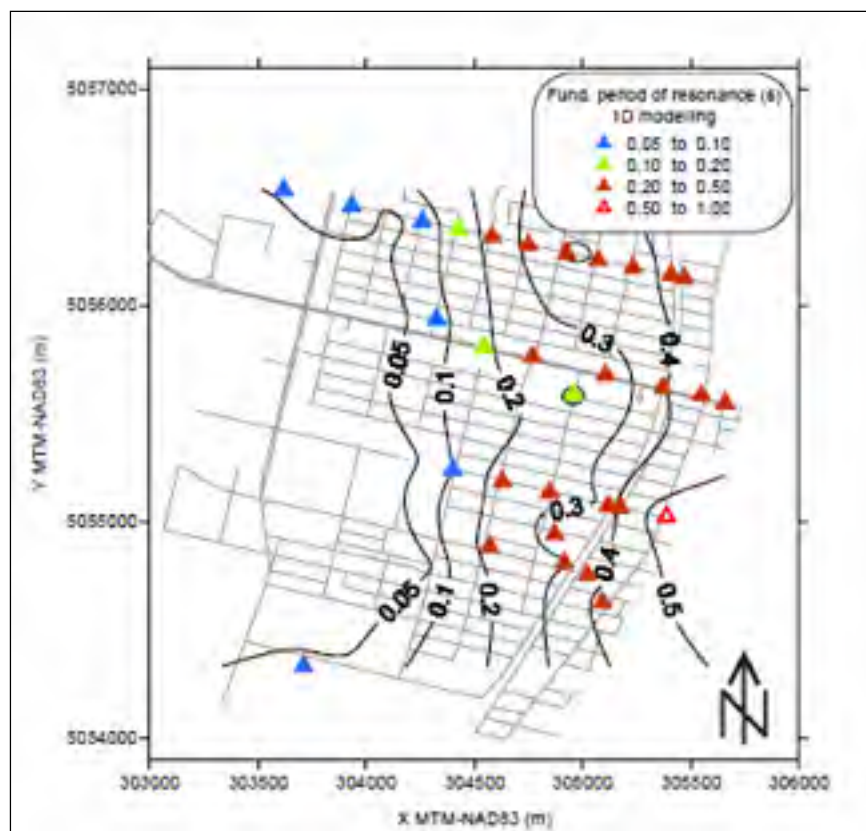 5057000
Fund. period of resonance (s)
1D modelling
0.05 to 0.10
0.10 to 0.20
0.20 to 0.50
0.50 to 1.00
5056000
0.3
0.4
0.05
0.1
0.2
Y MTM-NAD83 (m)
5055000
0.3
0.4
0.05
0.1
0.2
0.5
N
5054000
303000 303500 304000 304500 305000 305500 306000
X MTM-NAD83 (m)